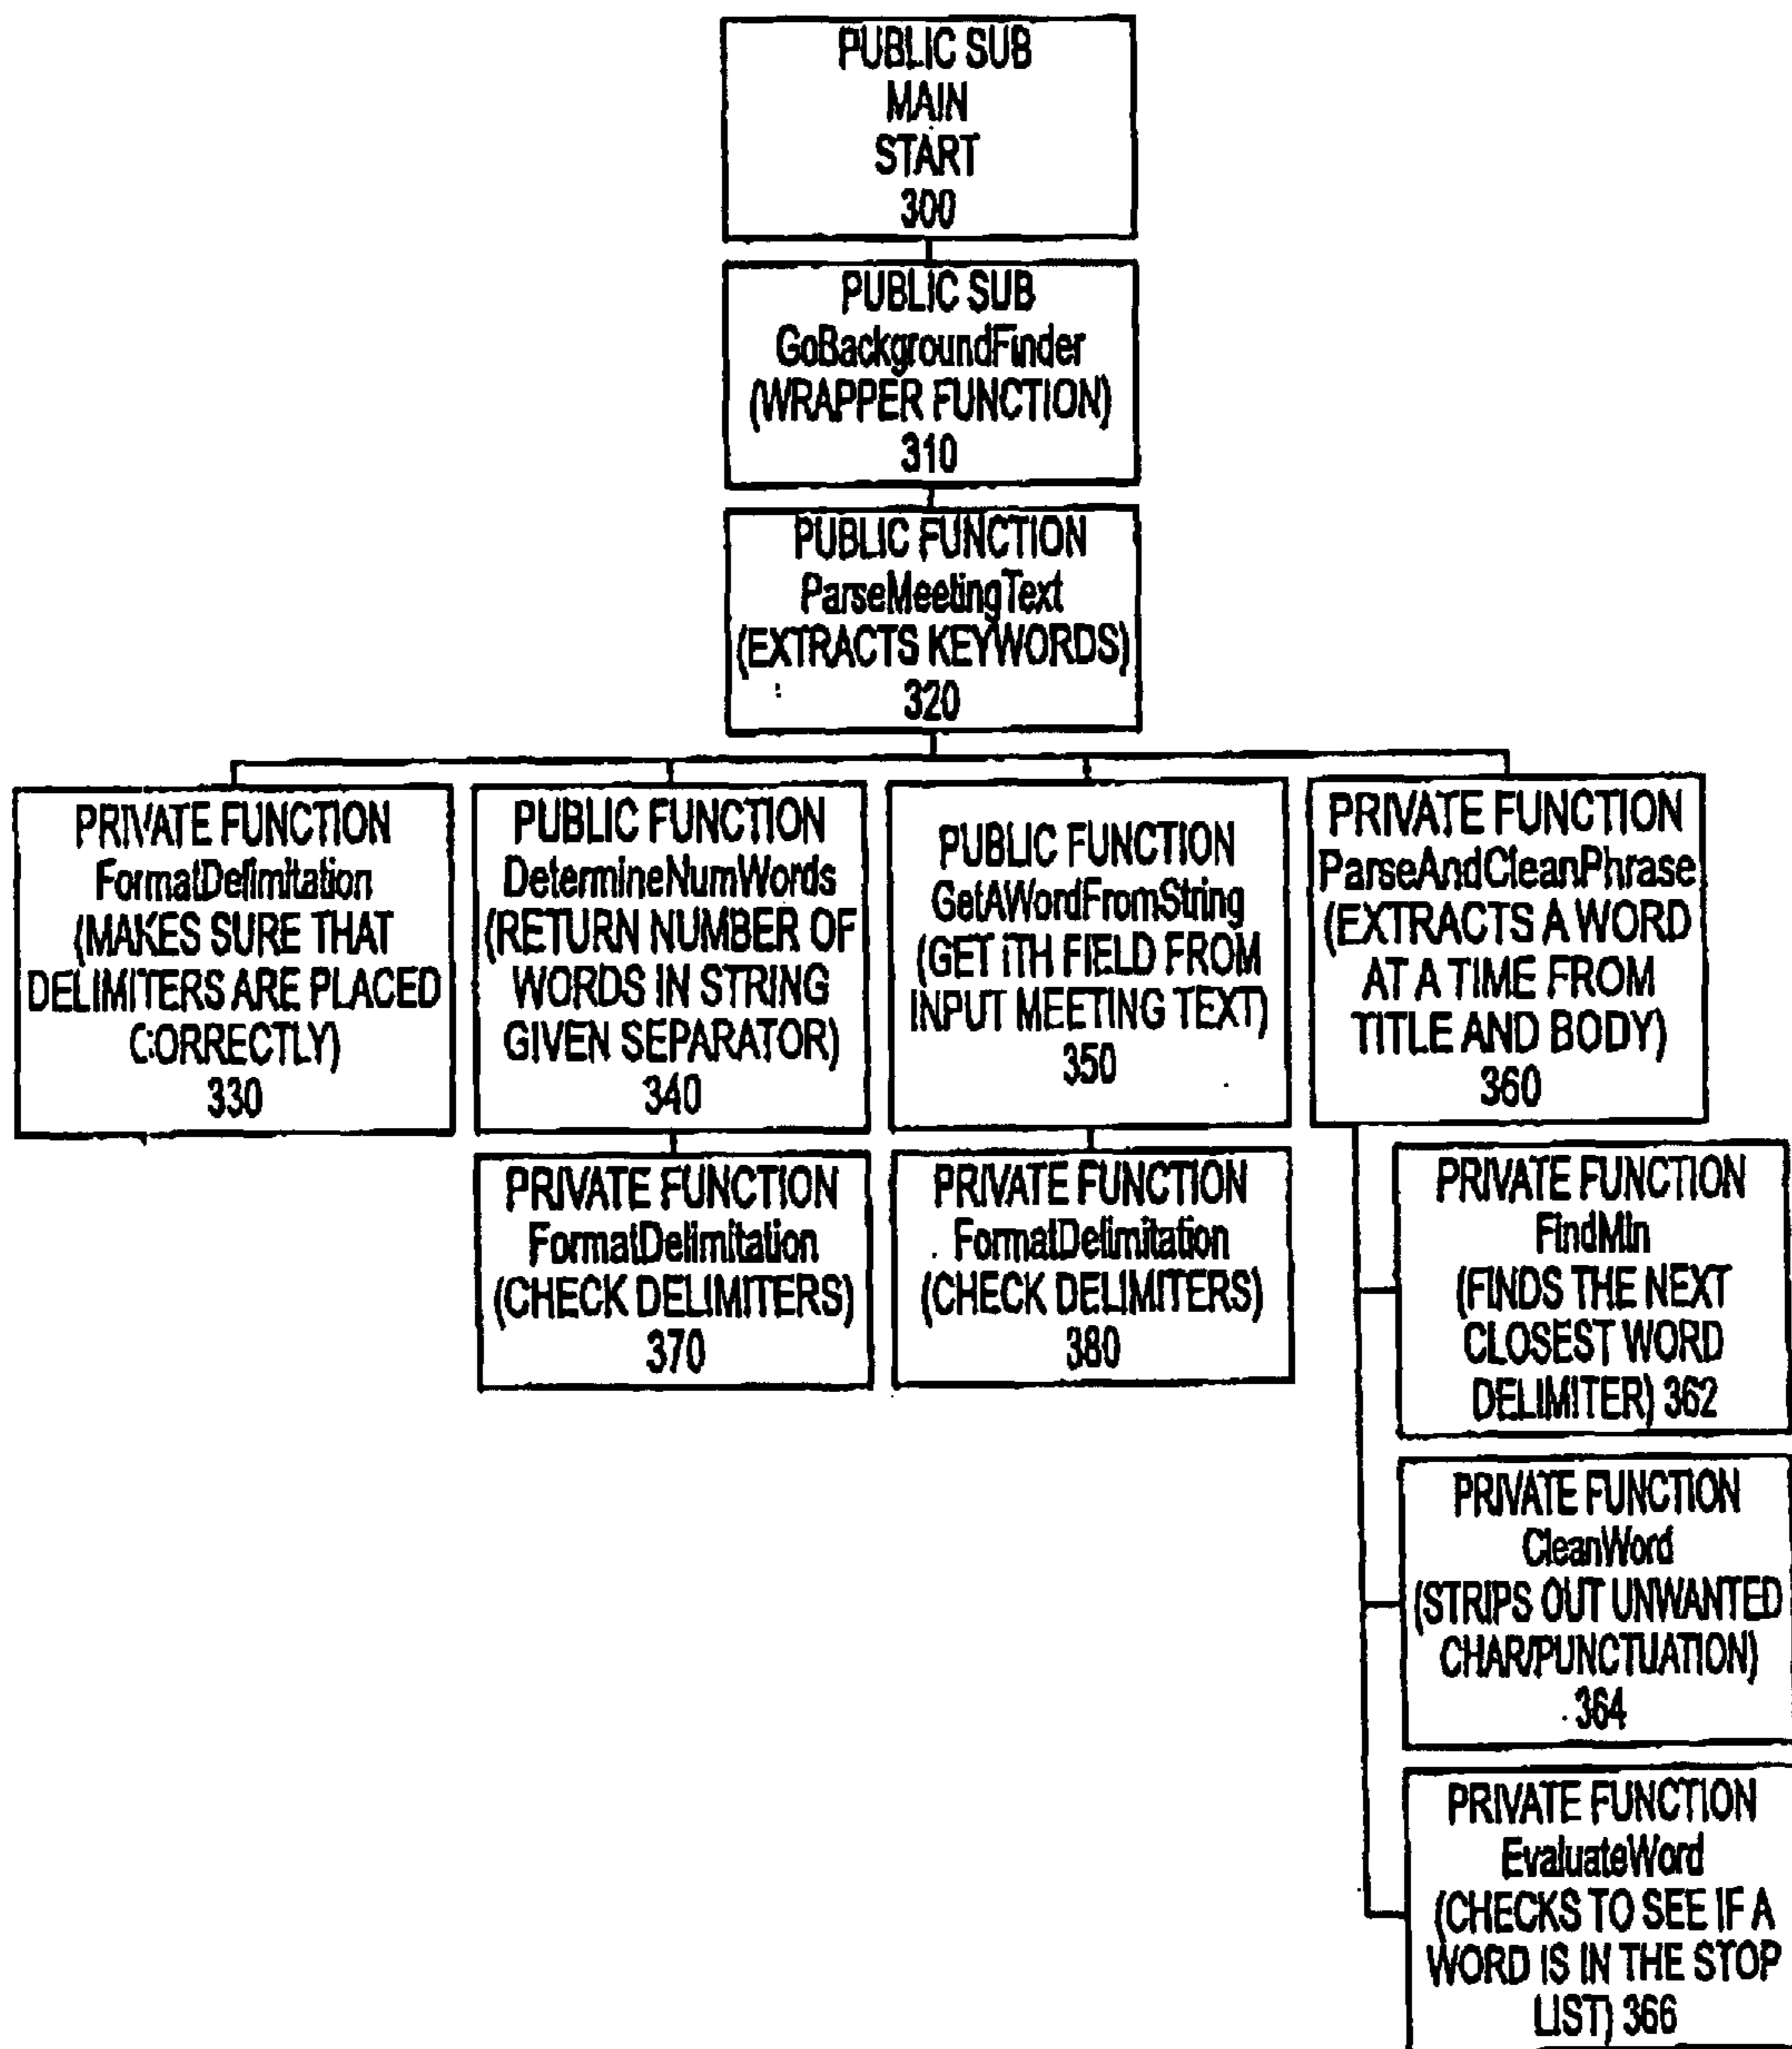 PUBLIC SUB
MAIN
START
300
PUBLIC SUB
GoBackgroundFinder
(WRAPPER FUNCTION)
310
PUBLIC FUNCTION
ParseMeetingText
(EXTRACTS KEYWORDS)
320
PRIVATE FUNCTION
FormatDelimitation
(MAKES SURE THAT
DELIMITERS ARE PLACED
CORRECTLY)
330
PUBLIC FUNCTION
DetermineNumWords
(RETURN NUMBER OF
WORDS IN STRING
GIVEN SEPARATOR)
340
PUBLIC FUNCTION
GetAWordFromString
(GET iTH FIELD FROM
INPUT MEETING TEXT)
350
PRIVATE FUNCTION
ParseAndCleanPhrase
(EXTRACTS A WORD
AT A TIME FROM
TITLE AND BODY)
360
PRIVATE FUNCTION
FormatDelimitation
(CHECK DELIMITERS)
370
PRIVATE FUNCTION
FormatDelimitation
(CHECK DELIMITERS)
380
PRIVATE FUNCTION
FindMin
(FINDS THE NEXT
CLOSEST WORD
DELIMITER) 362
PRIVATE FUNCTION
CleanWord
(STRIPS OUT UNWANTED
CHAR/PUNCTUATION)
364
PRIVATE FUNCTION
EvaluateWord
(CHECKS TO SEE IF A
WORD IS IN THE STOP
LIST) 366